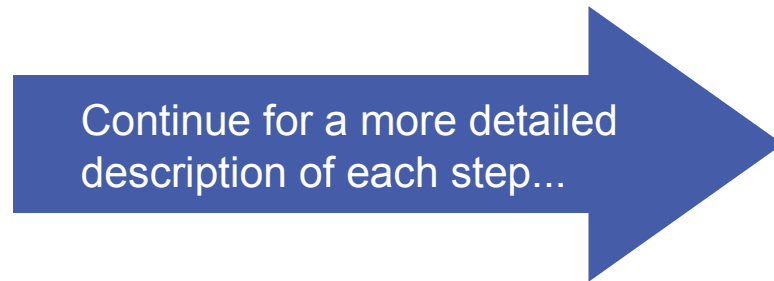 Continue for a more detailed
description of each step...